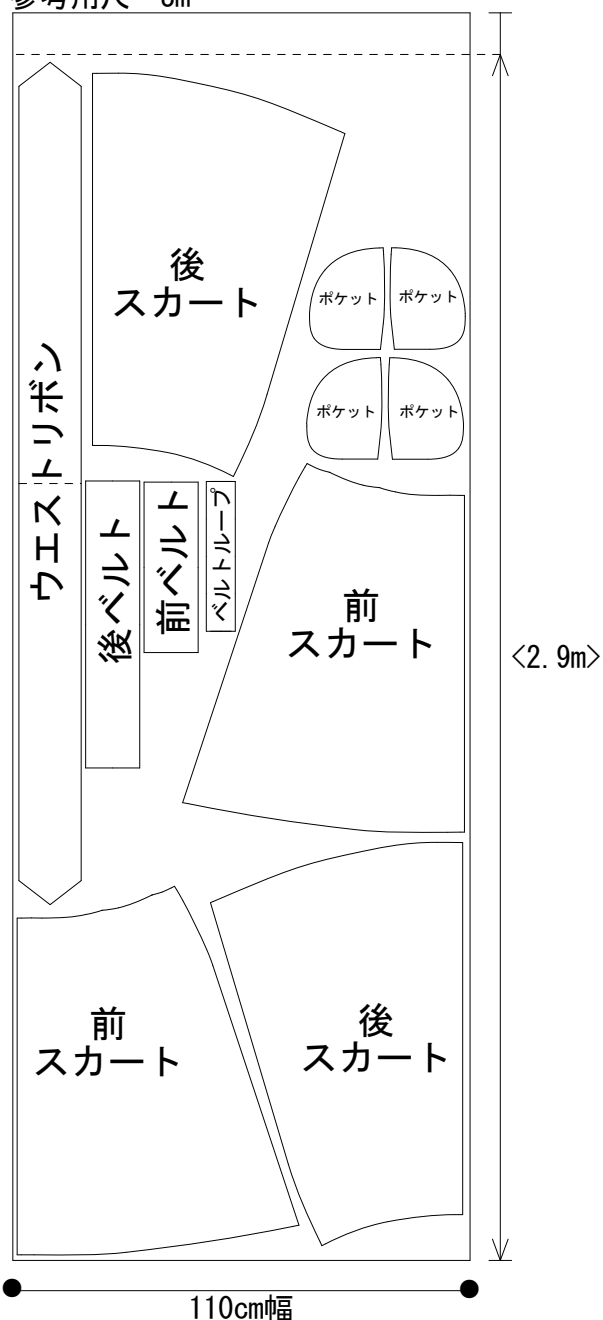 参考用尺 3m
後
スカート
ポケット
ポケット
ポケット
ポケット
ウエストリボン
後ベルト
前ベルト
ベルトループ
前
スカート
<2.9m>
前
スカート
後
スカート
110cm幅